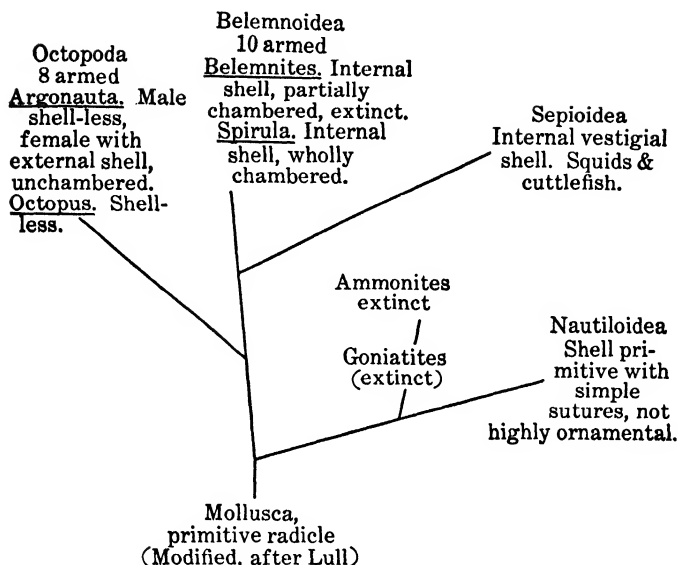 Octopoda
8 armed
Argonauta. Male
shell-less,
female with
external shell,
unchambered.
Octopus. Shell-
less.
Belemnoidea
10 armed
Belemnites. Internal
shell, partially
chambered, extinct.
Spirula. Internal
shell, wholly
chambered.
Sepioidea
Internal vestigial
shell. Squids &
cuttlefish.
Ammonites
extinct
Goniatites
(extinct)
Nautiloidea
Shell pri-
mitive with
simple
sutures, not
highly ornamental.
Mollusca,
primitive radicle
(Modified, after Lull)